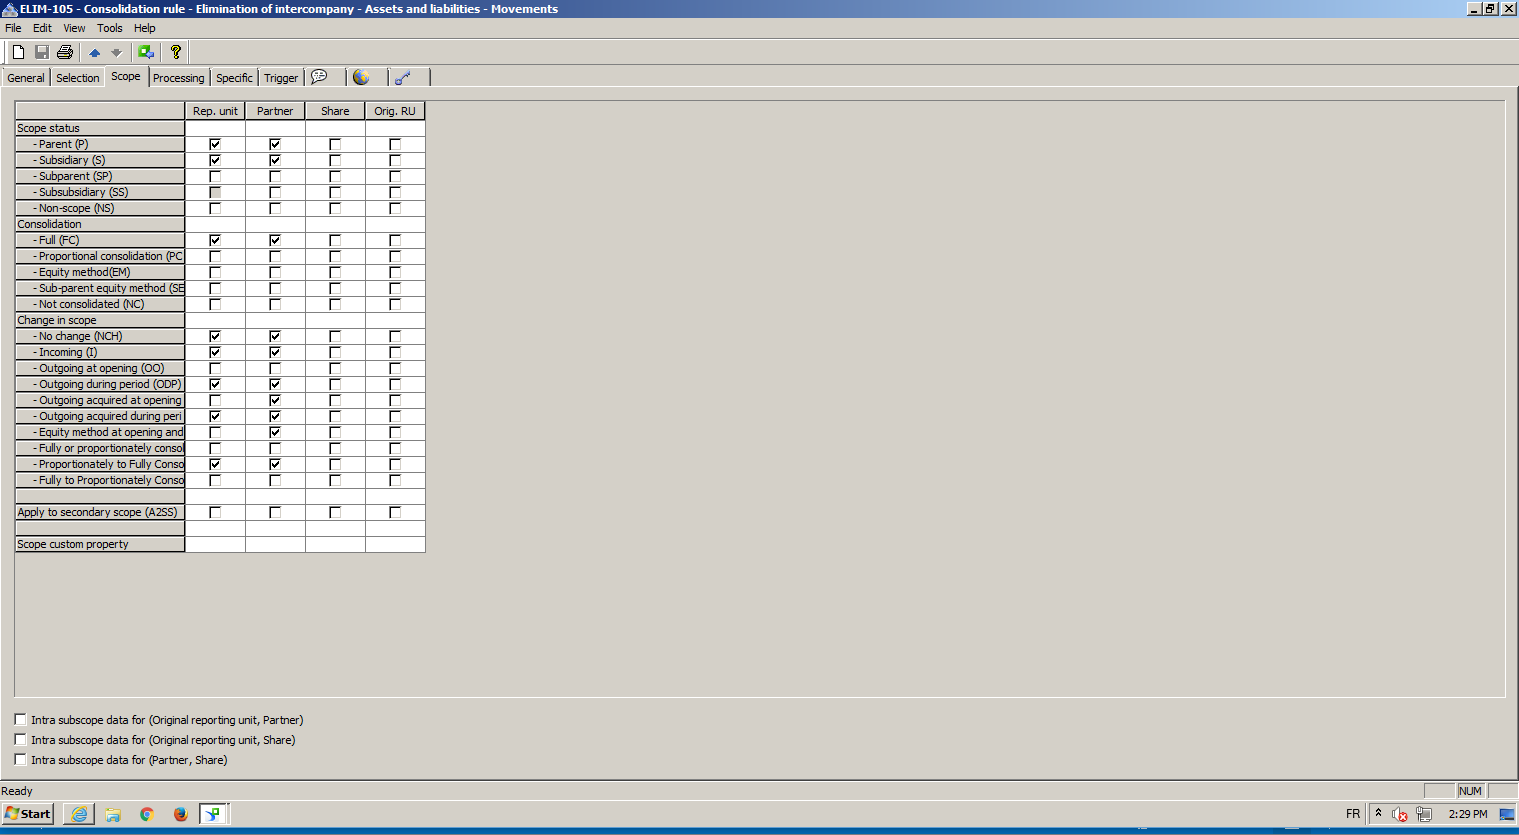 ELIM-105 - Consolidation rule - Elimination of intercompany - Assets and liabilities - Movements
File Edit View Tools Help
General Selection Scope Processing Specific Trigger
Rep. unit Partner Share Orig. RU
Scope status
- Parent (P)
- Subsidiary (S)
- Subparent (SP)
- Subsubsidiary (SS)
- Non-scope (NS)
Consolidation
- Full (FC)
- Proportional consolidation (PC
- Equity method(EM)
- Sub-parent equity method (SE
- Not consolidated (NC)
Change in scope
- No change (NCH)
- Incoming (I)
- Outgoing at opening (OO)
- Outgoing during period (ODP)
- Outgoing acquired at opening
- Outgoing acquired during peri
- Equity method at opening and
- Fully or proportionately consol
- Proportionately to Fully Conso
- Fully to Proportionately Conso
Apply to secondary scope (A2SS)
Scope custom property
Intra subscope data for (Original reporting unit, Partner)
Intra subscope data for (Original reporting unit, Share)
Intra subscope data for (Partner, Share)
Ready
NUM
Start
FR
2:29 PM